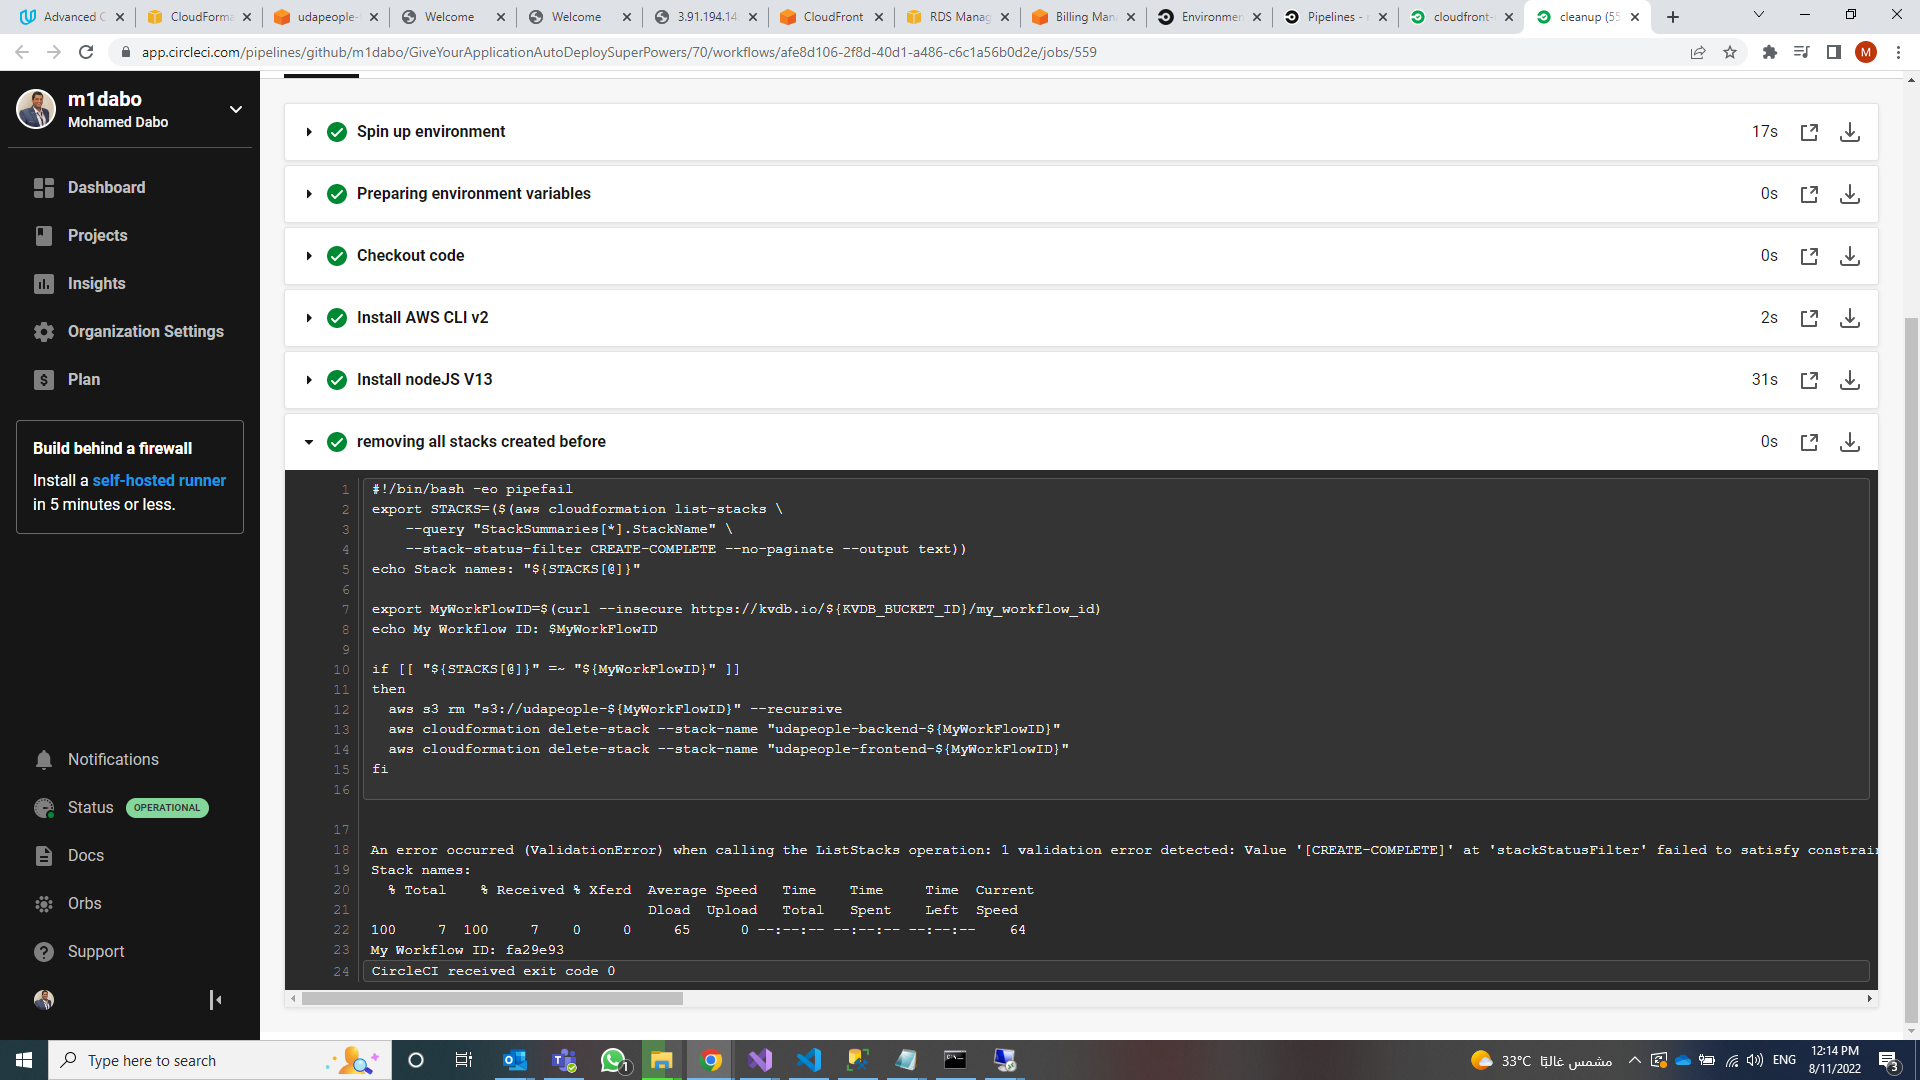 Advanced C
CloudForma
udapeople-
Welcome
Welcome
3.91.194.14
CloudFront
RDS Manag
Billing Man
Environmen
Pipelines -
cloudfront-
cleanup (55
app.circleci.com/pipelines/github/m1dabo/GiveYourApplicationAutoDeploySuperPowers/70/workflows/afe8d106-2f8d-40d1-a486-c6c1a56b0d2e/jobs/559
M
m1dabo
Mohamed Dabo
Dashboard
Projects
Insights
Organization Settings
Plan
Build behind a firewall
Install a self-hosted runner
in 5 minutes or less.
Notifications
Status OPERATIONAL
Docs
Orbs
Support
Spin up environment 17s
Preparing environment variables 0s
Checkout code 0s
Install AWS CLI v2 2s
Install nodeJS V13 31s
removing all stacks created before 0s
1 #!/bin/bash -eo pipefail
2 export STACKS=($(aws cloudformation list-stacks \
3 --query "StackSummaries[*].StackName" \
4 --stack-status-filter CREATE-COMPLETE --no-paginate --output text))
5 echo Stack names: "${STACKS[@]}"
6
7 export MyWorkFlowID=$(curl --insecure https://kvdb.io/${KVDB_BUCKET_ID}/my_workflow_id)
8 echo My Workflow ID: $MyWorkFlowID
9
10 if [[ "${STACKS[@]}" =~ "${MyWorkFlowID}" ]]
11 then
12 aws s3 rm "s3://udapeople-${MyWorkFlowID}" --recursive
13 aws cloudformation delete-stack --stack-name "udapeople-backend-${MyWorkFlowID}"
14 aws cloudformation delete-stack --stack-name "udapeople-frontend-${MyWorkFlowID}"
15 fi
16
17
18 An error occurred (ValidationError) when calling the ListStacks operation: 1 validation error detected: Value '[CREATE-COMPLETE]' at 'stackStatusFilter' failed to satisfy constrain
19 Stack names:
20 % Total % Received % Xferd Average Speed Time Time Time Current
21 Dload Upload Total Spent Left Speed
22 100 7 100 7 0 0 65 0 --:--:-- --:--:-- --:--:-- 64
23 My Workflow ID: fa29e93
24 CircleCI received exit code 0
Type here to search
1
33°C مشمس غالبًا
ENG
12:14 PM
8/11/2022
3